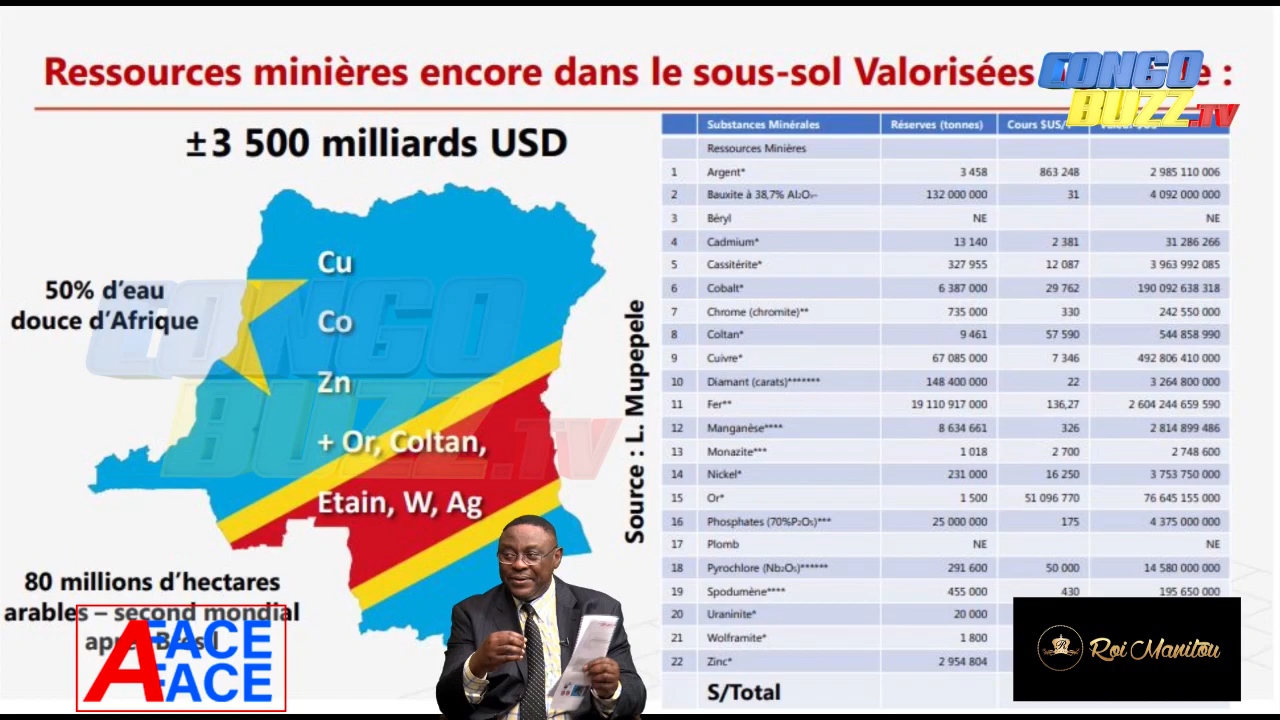 Ressources minières encore dans le sous-sol Valorisées e :
CONGO
BUZZ.TV
±3 500 milliards USD
50% d'eau
douce d'Afrique
Cu
Co
Zn
+ Or, Coltan,
Etain, W, Ag
CONGO
BUZZ.TV
80 millions d'hectares
arables – second mondial
A FACE
FACE
Source : L. Mupepele
Substances Minérales Réserves (tonnes) Cours $US/
Ressources Minières
1 Argent* 3 458 863 248 2 985 110 006
2 Bauxite à 38,7% Al₂O 132 000 000 31 4 092 000 000
3 Béryl NE NE
4 Cadmium* 13 140 2 381 31 286 266
5 Cassitérite* 327 955 12 087 3 963 992 085
6 Cobalt* 6 387 000 29 762 190 092 638 318
7 Chrome (chromite)** 735 000 330 242 550 000
8 Coltan* 9 461 57 590 544 858 990
9 Cuivre* 67 085 000 7 346 492 806 410 000
10 Diamant (carats)******* 148 400 000 22 3 264 800 000
11 Fer** 19 110 917 000 136,27 2 604 244 659 590
12 Manganèse**** 8 634 661 326 2 814 899 486
13 Monazite*** 1 018 2 700 2 748 600
14 Nickel* 231 000 16 250 3 753 750 000
15 Or* 1 500 51 096 770 76 645 155 000
16 Phosphates (70%P₂O₅)*** 25 000 000 175 4 375 000 000
17 Plomb NE NE
18 Pyrochlore (Nb₂O₅)****** 291 600 50 000 14 580 000 000
19 Spodumène**** 455 000 430 195 650 000
20 Uraninite* 20 000
21 Wolframite* 1 800
22 Zinc* 2 954 804
S/Total
Roi Manitou